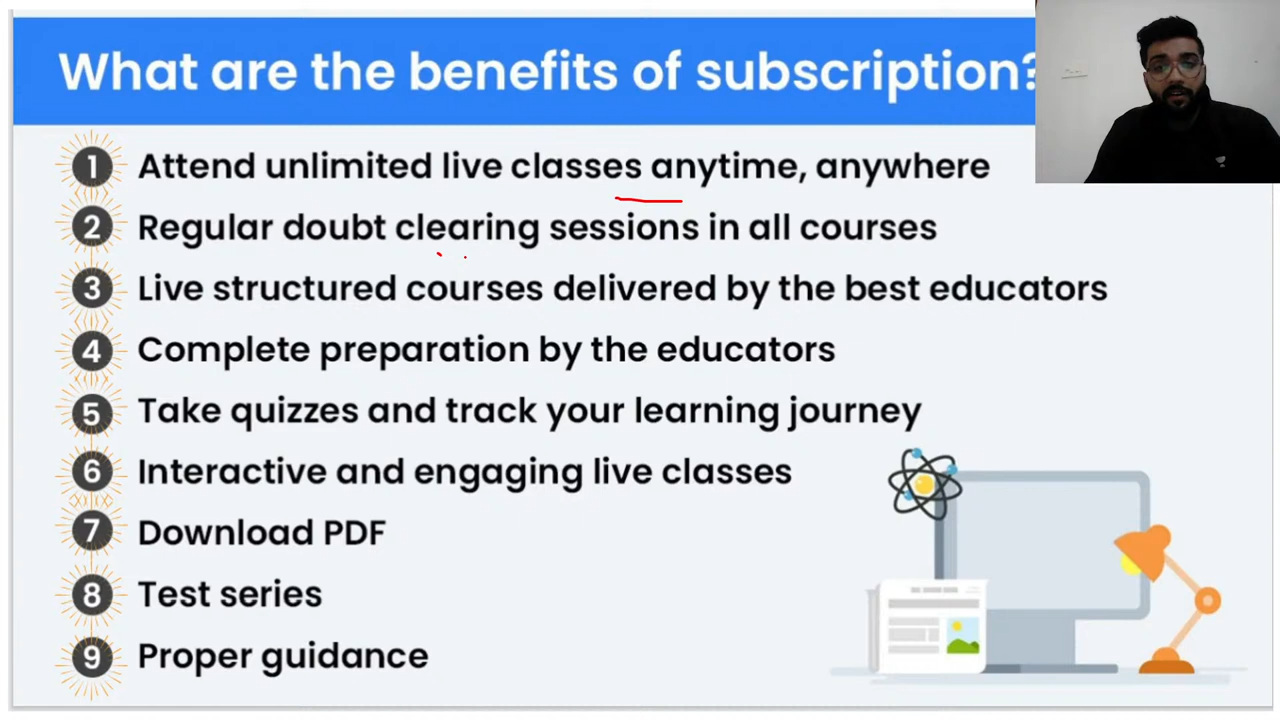 What are the benefits of subscription?
1 Attend unlimited live classes anytime, anywhere
2 Regular doubt clearing sessions in all courses
3 Live structured courses delivered by the best educators
4 Complete preparation by the educators
5 Take quizzes and track your learning journey
6 Interactive and engaging live classes
7 Download PDF
8 Test series
9 Proper guidance